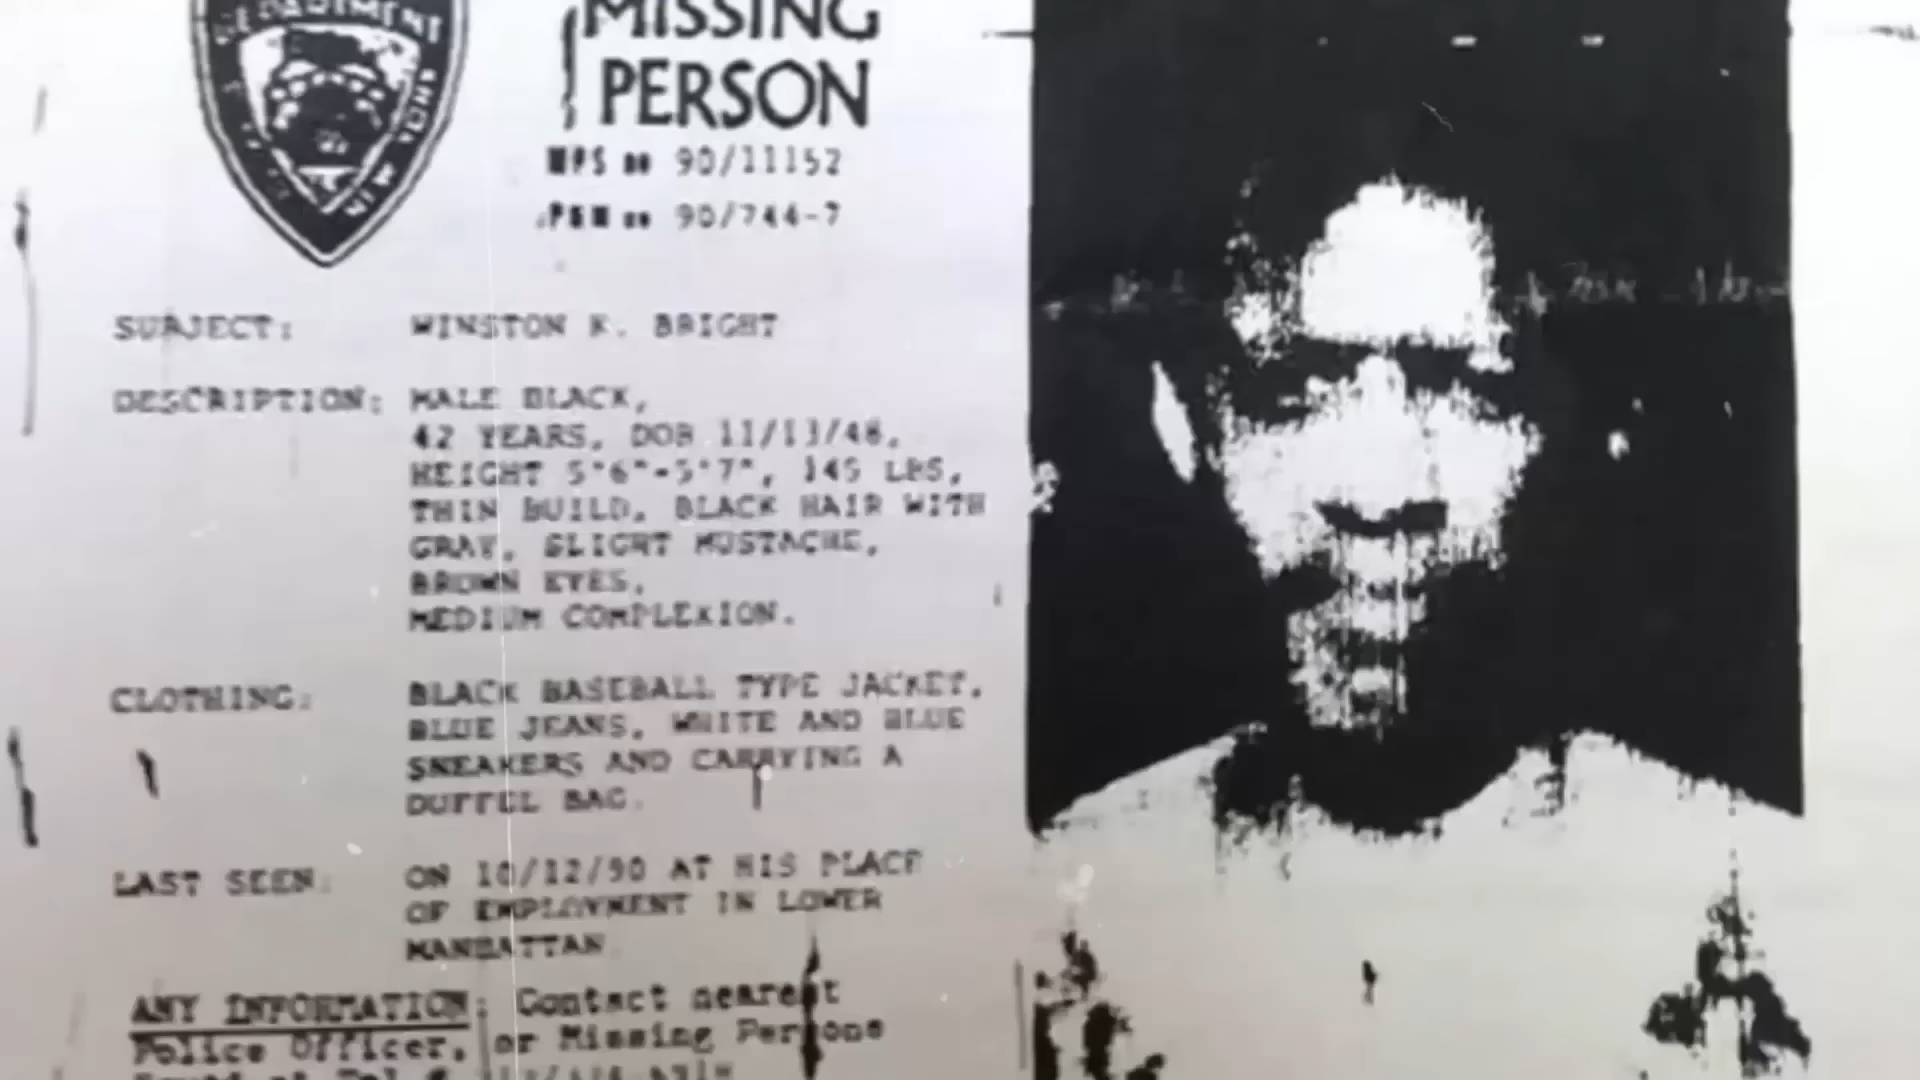 DEPARTMENT
MISSING
PERSON
MPS no 90/11152
P&M no 90/744-7
SUBJECT: WINSTON K. BRIGHT
DESCRIPTION: MALE BLACK,
42 YEARS, DOB 11/13/48,
HEIGHT 5'6"-5'7", 145 LBS,
THIN BUILD, BLACK HAIR WITH
GRAY, SLIGHT MUSTACHE,
BROWN EYES,
MEDIUM COMPLEXION.
CLOTHING: BLACK BASEBALL TYPE JACKET,
BLUE JEANS, WHITE AND BLUE
SNEAKERS AND CARRYING A
DUFFEL BAG.
LAST SEEN: ON 10/12/90 AT HIS PLACE
OF EMPLOYMENT IN LOWER
MANHATTAN
ANY INFORMATION: Contact nearest
Police Officer, or Missing Persons